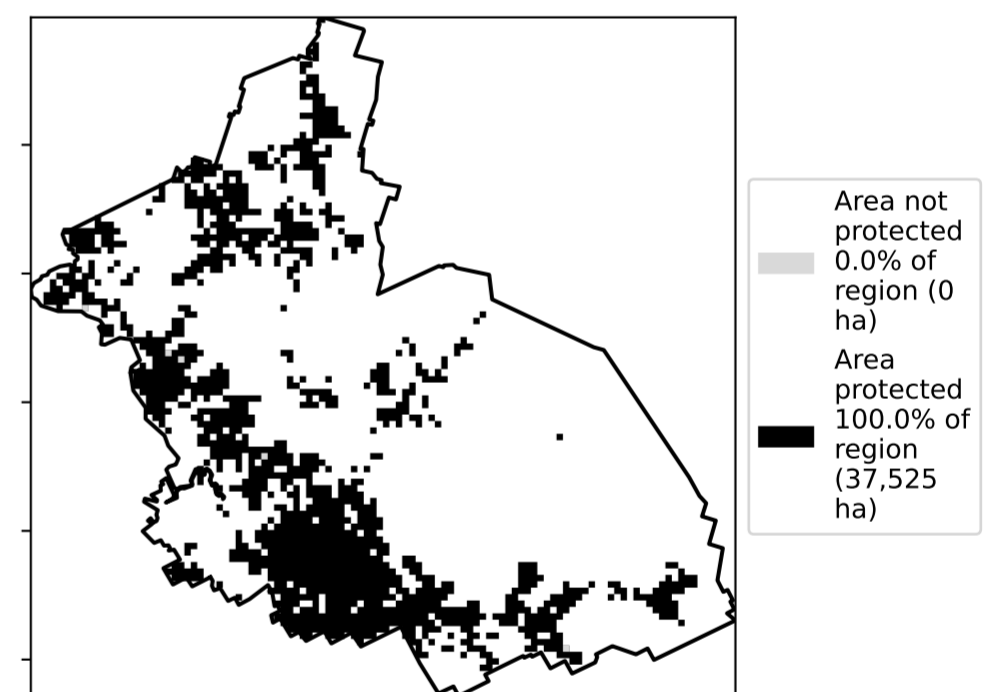 Area not
protected
0.0% of
region (0
ha)
Area
protected
100.0% of
region
(37,525
ha)